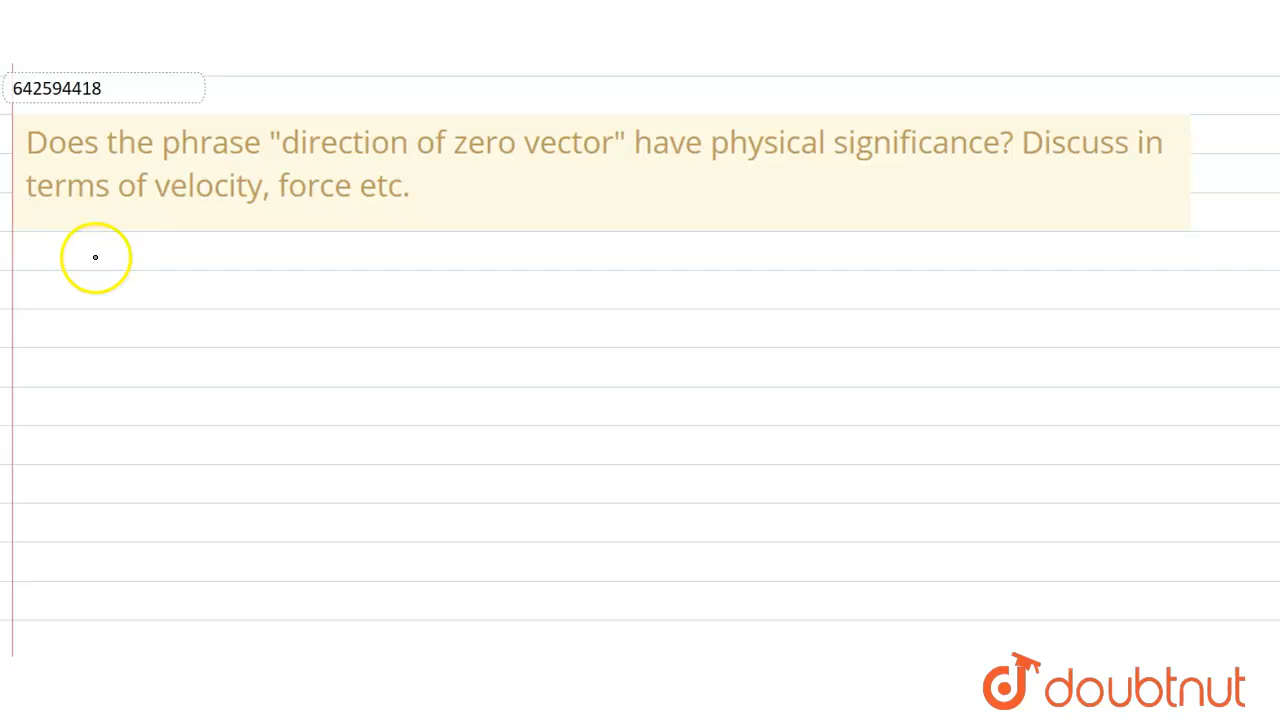 642594418
Does the phrase "direction of zero vector" have physical significance? Discuss in
terms of velocity, force etc.
doubtnut